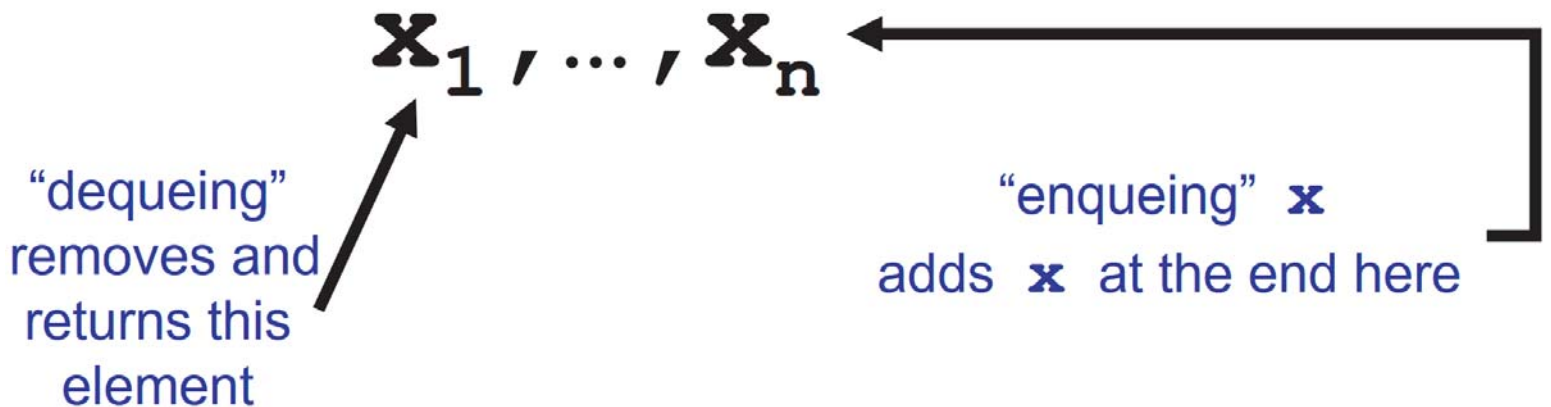 x1,…,xn
“dequeing”
removes and
returns this
element
“enqueing” x
adds x at the end here